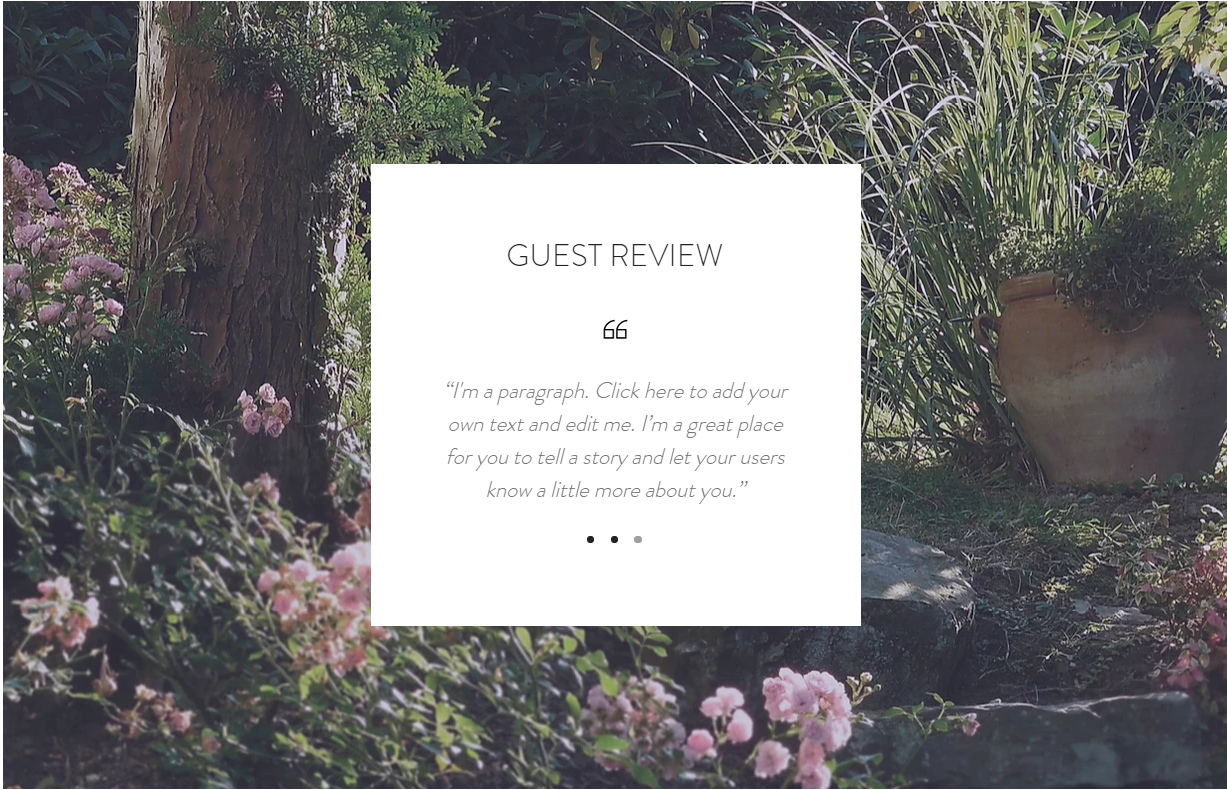 GUEST REVIEW
“I'm a paragraph. Click here to add your
own text and edit me. I’m a great place
for you to tell a story and let your users
know a little more about you.”